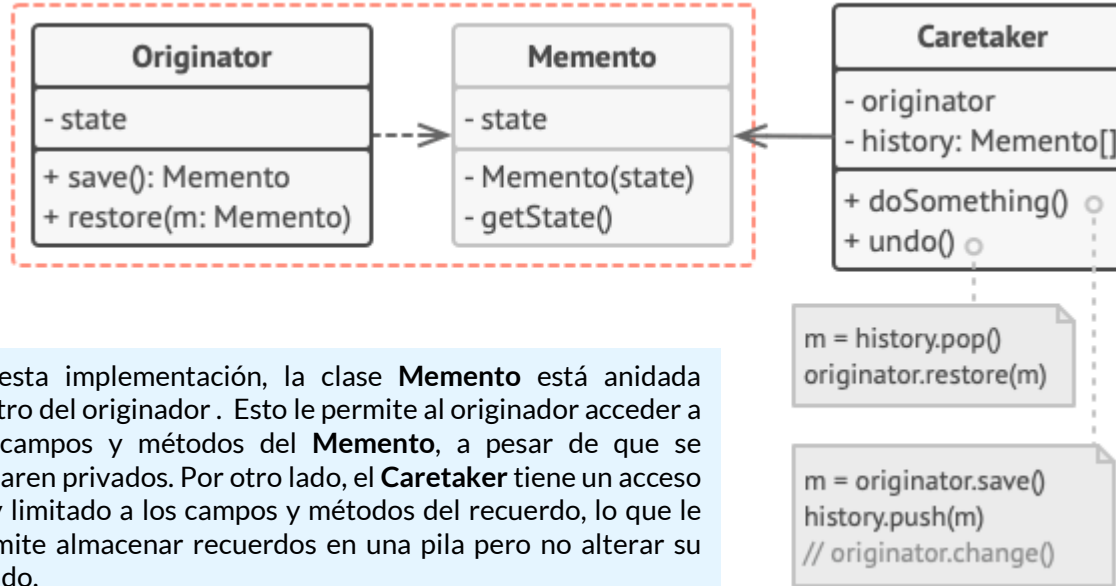 Originator
- state
+ save(): Memento
+ restore(m: Memento)
Memento
- state
- Memento(state)
- getState()
Caretaker
- originator
- history: Memento[]
+ doSomething()
+ undo()
m = history.pop()
originator.restore(m)
m = originator.save()
history.push(m)
// originator.change()
esta implementación, la clase Memento está anidada
tro del originador . Esto le permite al originador acceder a
campos y métodos del Memento, a pesar de que se
aren privados. Por otro lado, el Caretaker tiene un acceso
limitado a los campos y métodos del recuerdo, lo que le
mite almacenar recuerdos en una pila pero no alterar su
do.